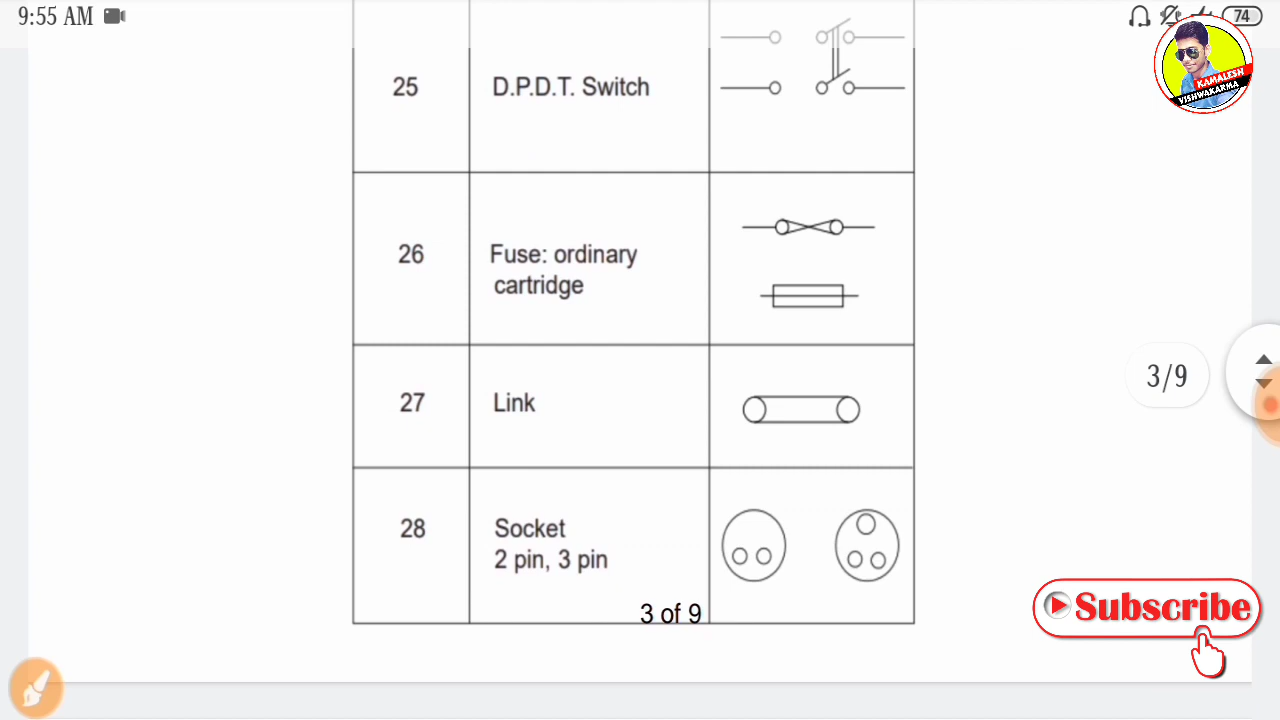 9:55 AM
74
KAMALESH
VISHWAKARMA
25
D.P.D.T. Switch
26
Fuse: ordinary
cartridge
27
Link
3/9
28
Socket
2 pin, 3 pin
3 of 9
Subscribe